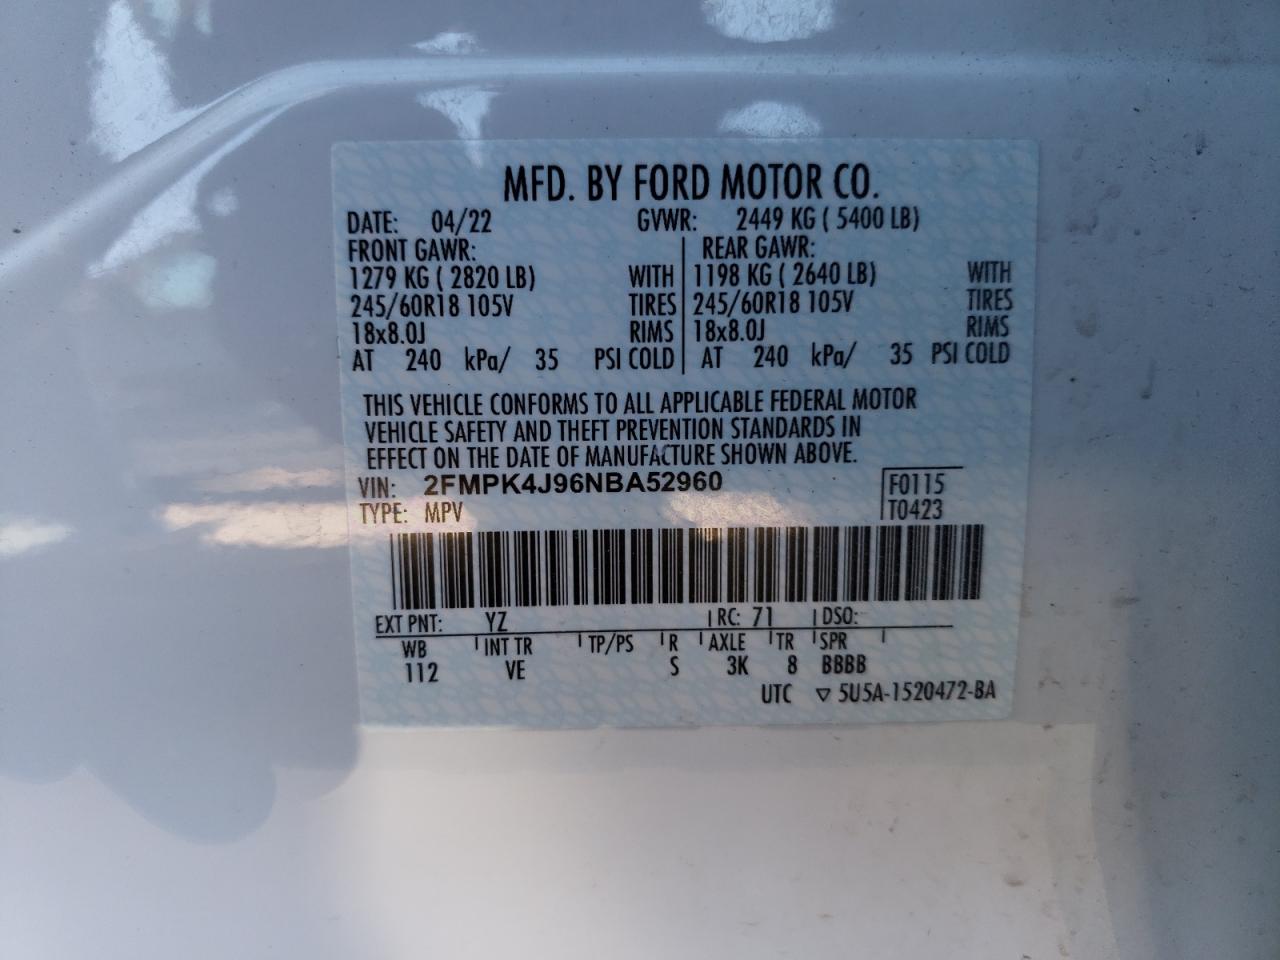 MFD. BY FORD MOTOR CO.
DATE: 04/22 GVWR: 2449 KG ( 5400 LB)
FRONT GAWR: REAR GAWR:
1279 KG ( 2820 LB) WITH 1198 KG ( 2640 LB) WITH
245/60R18 105V TIRES 245/60R18 105V TIRES
18x8.0J RIMS 18x8.0J RIMS
AT 240 kPa/ 35 PSI COLD AT 240 kPa/ 35 PSI COLD
THIS VEHICLE CONFORMS TO ALL APPLICABLE FEDERAL MOTOR
VEHICLE SAFETY AND THEFT PREVENTION STANDARDS IN
EFFECT ON THE DATE OF MANUFACTURE SHOWN ABOVE.
VIN: 2FMPK4J96NBA52960 F0115
TYPE: MPV T0423
EXT PNT: YZ RC: 71 DSO:
WB INT TR TP/PS R AXLE TR SPR
112 VE S 3K 8 BBBB
UTC ▽ 5U5A-1520472-BA